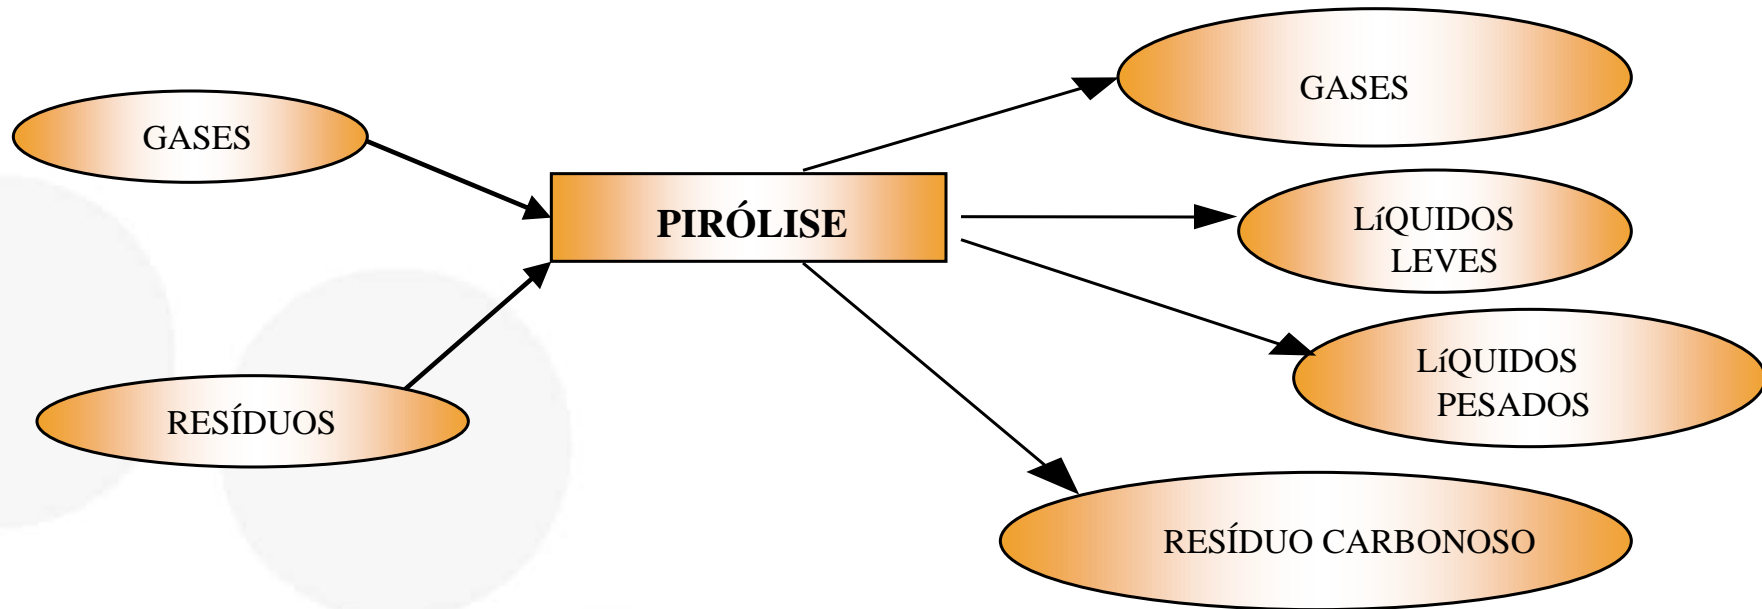 GASES
RESÍDUOS
PIRÓLISE
GASES
LíQUIDOS
LEVES
LíQUIDOS
PESADOS
RESÍDUO CARBONOSO